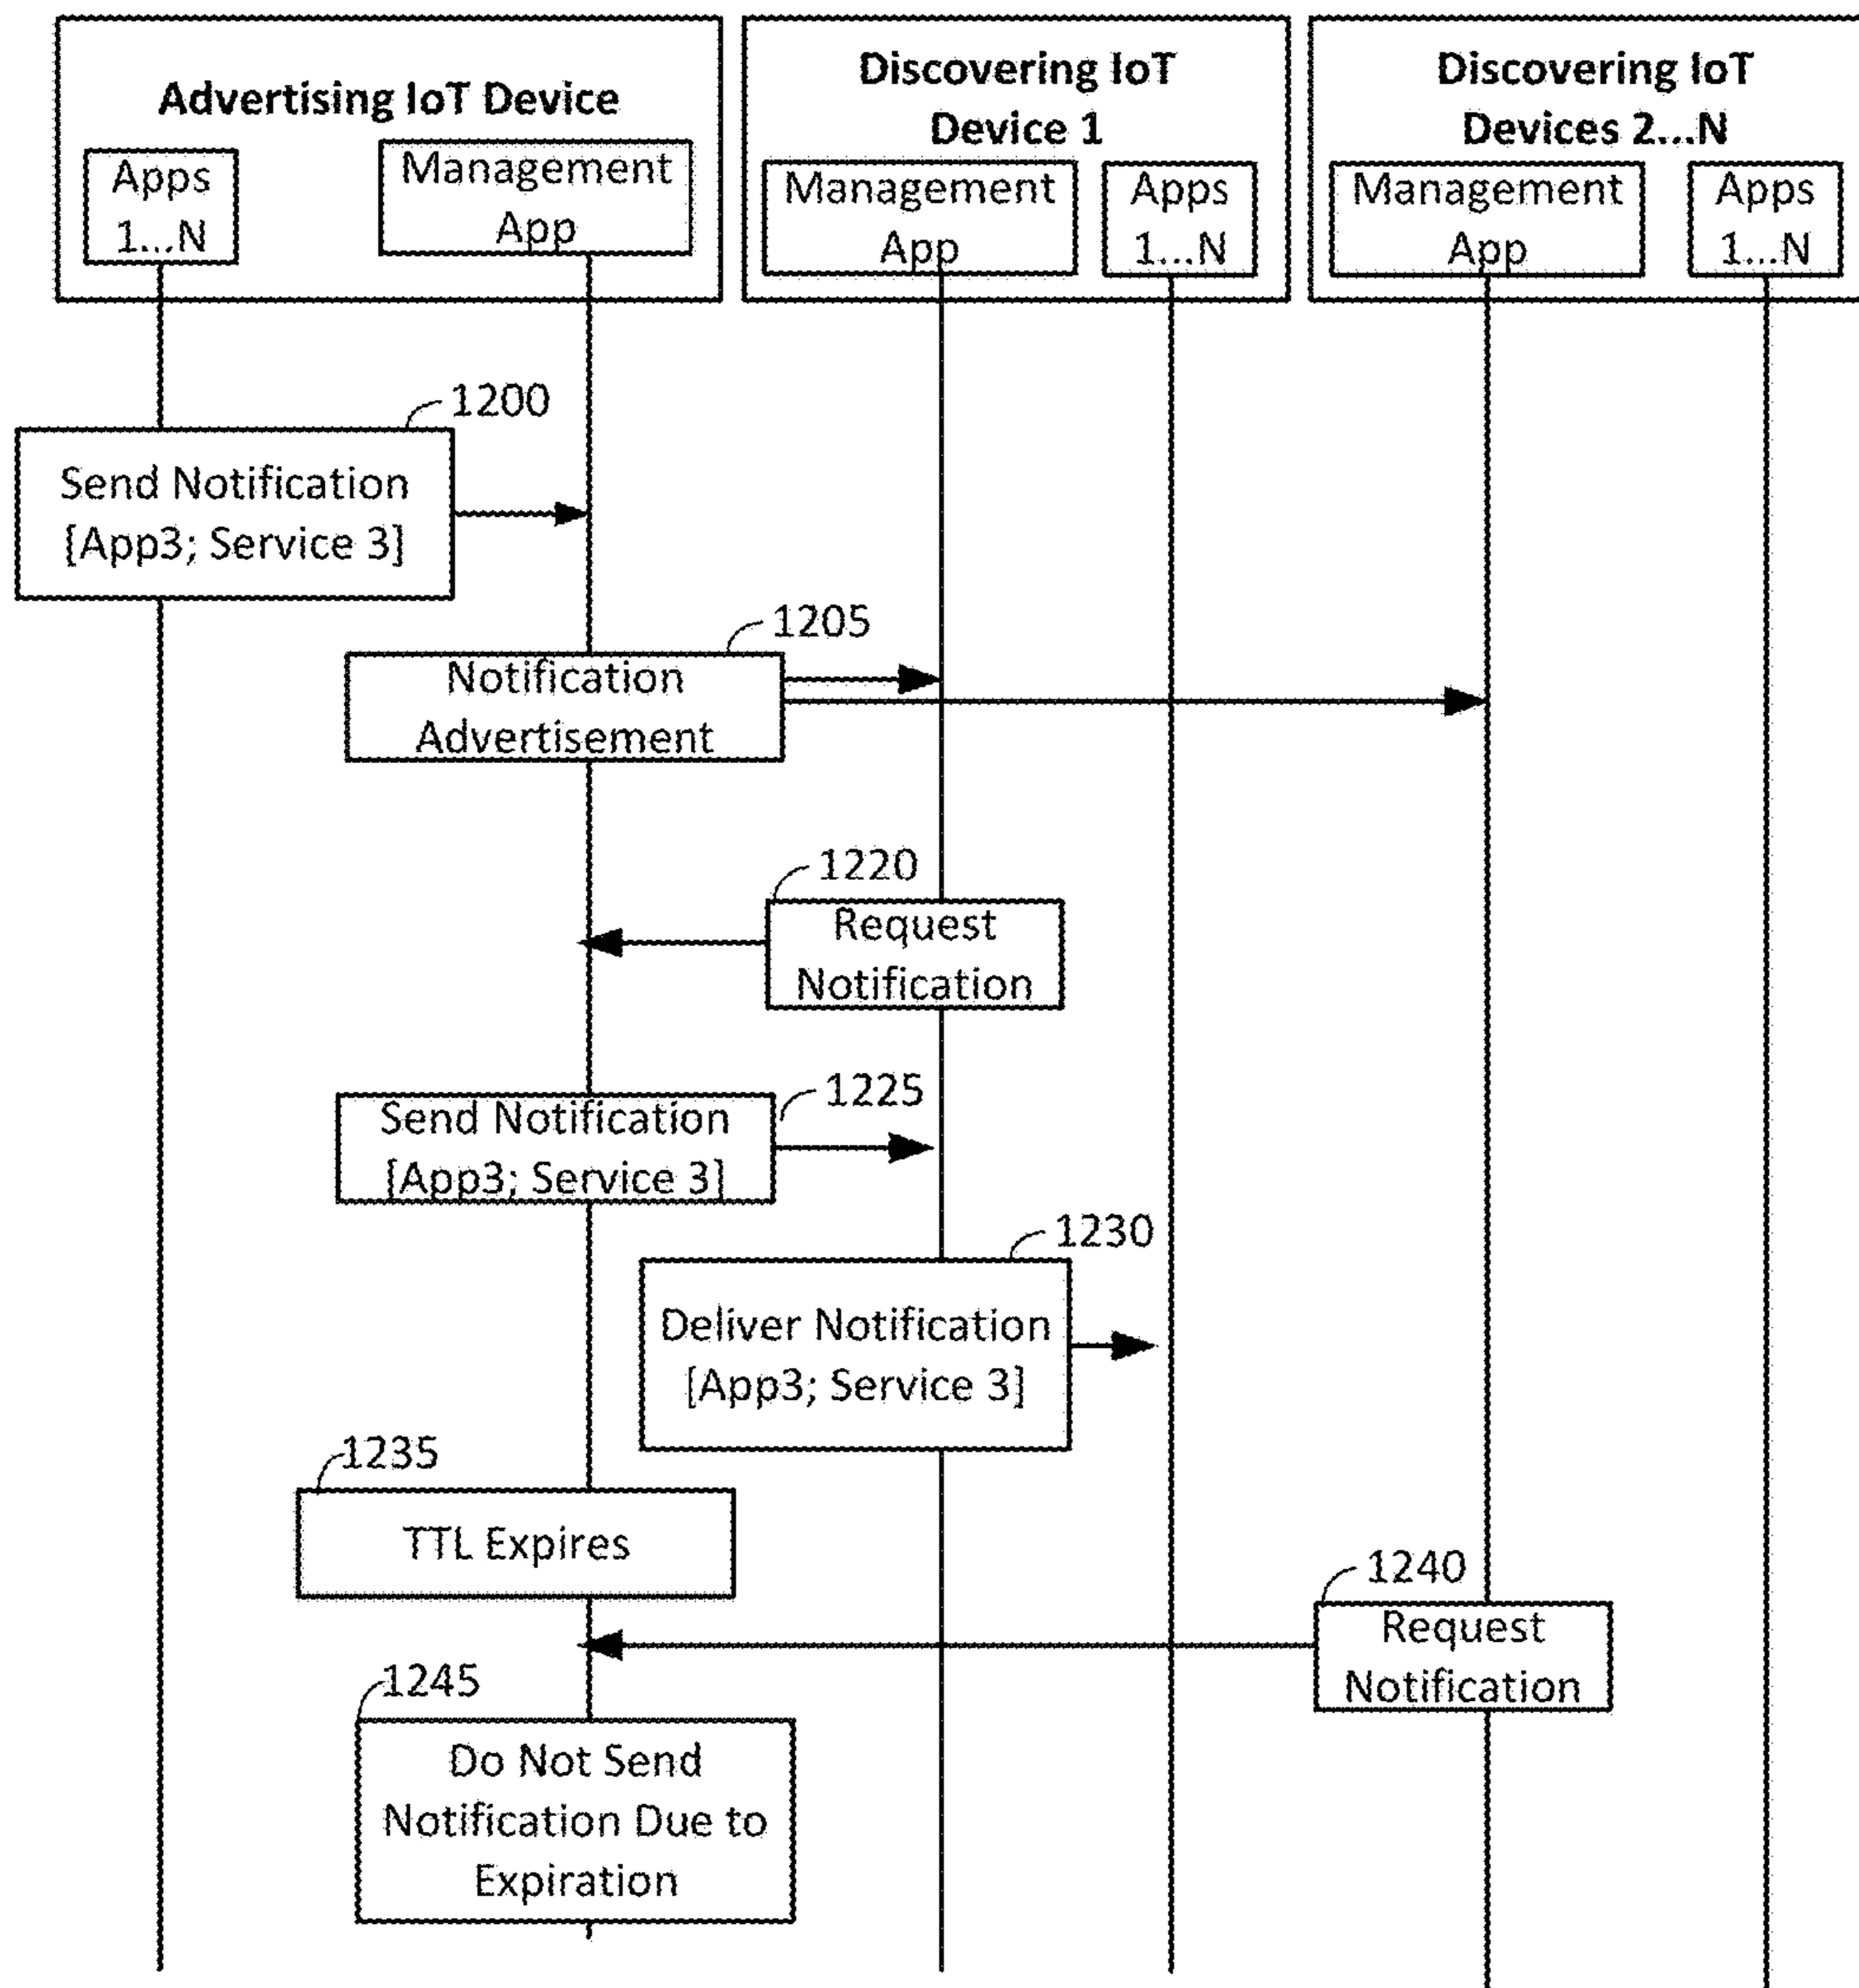 Advertising IoT Device
Apps
1...N
Management
App
Discovering IoT
Device 1
Management
App
Apps
1...N
Discovering IoT
Devices 2...N
Management
App
Apps
1...N
1200
Send Notification
[App3; Service 3]
1205
Notification
Advertisement
1220
Request
Notification
1225
Send Notification
[App3; Service 3]
1230
Deliver Notification
[App3; Service 3]
1235
TTL Expires
1240
Request
Notification
1245
Do Not Send
Notification Due to
Expiration